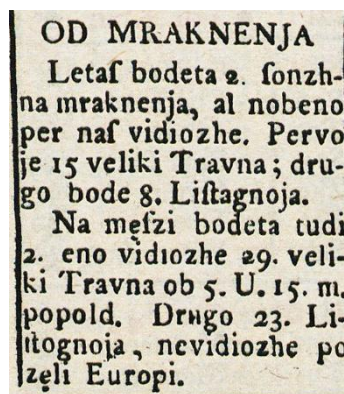 OD MRAKNENJA
Letaſ bodeta 2. ſonzh-
na mraknenja, al nobeno
per naſ vidiozhe. Pervo
je 15 veliki Travna; dru-
go bode 8. Liſtagnoja.
Na męſzi bodeta tudi
2. eno vidiozhe 29. veli-
ki Travna ob 5. U. 15. m.
popold. Drugo 23. Li-
ſtognoja, nevidiozhe po
zęli Europi.